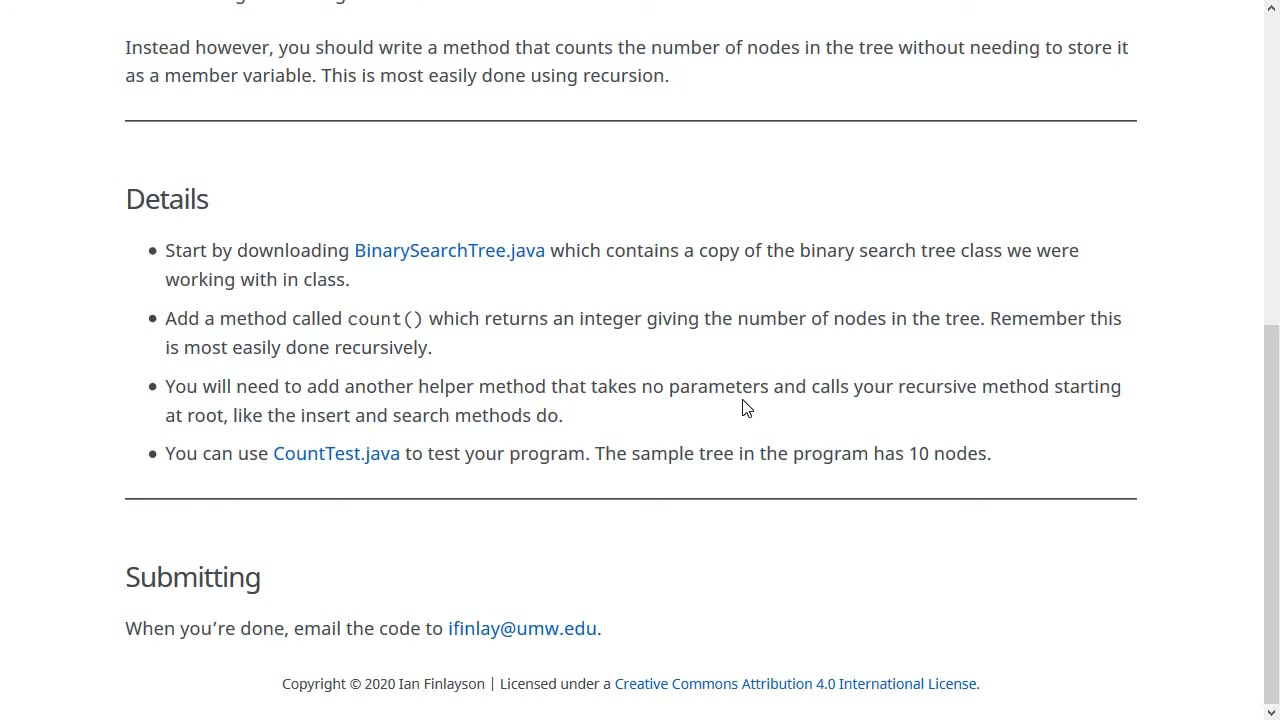 Instead however, you should write a method that counts the number of nodes in the tree without needing to store it
as a member variable. This is most easily done using recursion.
Details
• Start by downloading BinarySearchTree.java which contains a copy of the binary search tree class we were
working with in class.
• Add a method called count() which returns an integer giving the number of nodes in the tree. Remember this
is most easily done recursively.
• You will need to add another helper method that takes no parameters and calls your recursive method starting
at root, like the insert and search methods do.
• You can use CountTest.java to test your program. The sample tree in the program has 10 nodes.
Submitting
When you’re done, email the code to ifinlay@umw.edu.
Copyright © 2020 Ian Finlayson | Licensed under a Creative Commons Attribution 4.0 International License.